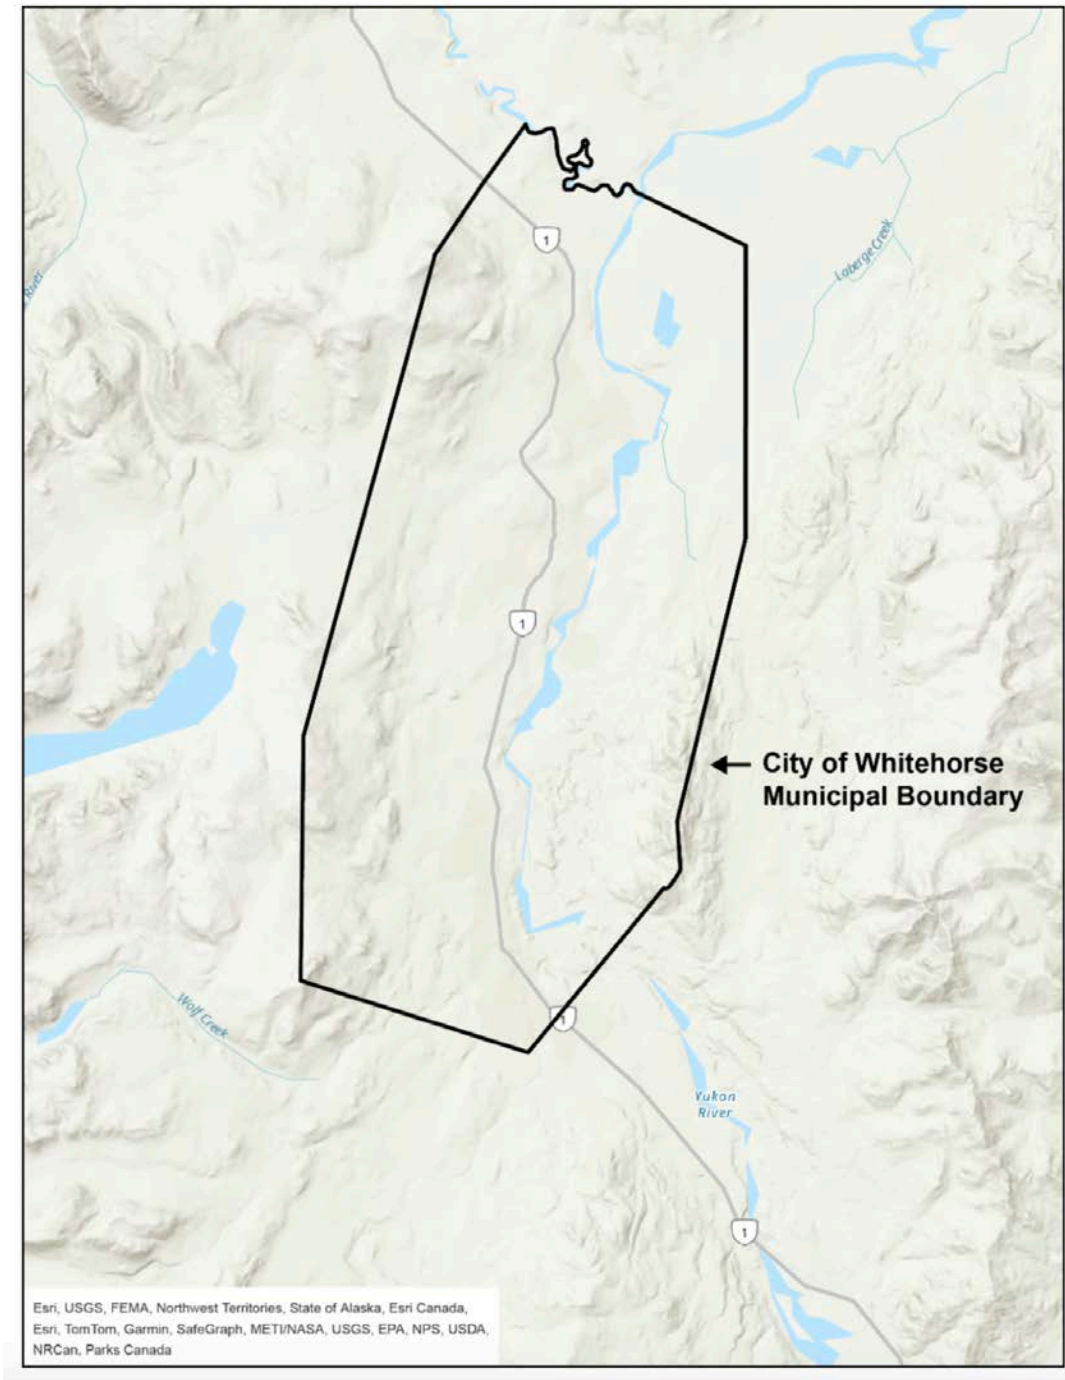 1
Laberge Creek
River
1
City of Whitehorse
Municipal Boundary
Wolf Creek
1
Yukon
River
1
Esri, USGS, FEMA, Northwest Territories, State of Alaska, Esri Canada,
Esri, TomTom, Garmin, SafeGraph, METI/NASA, USGS, EPA, NPS, USDA,
NRCan, Parks Canada